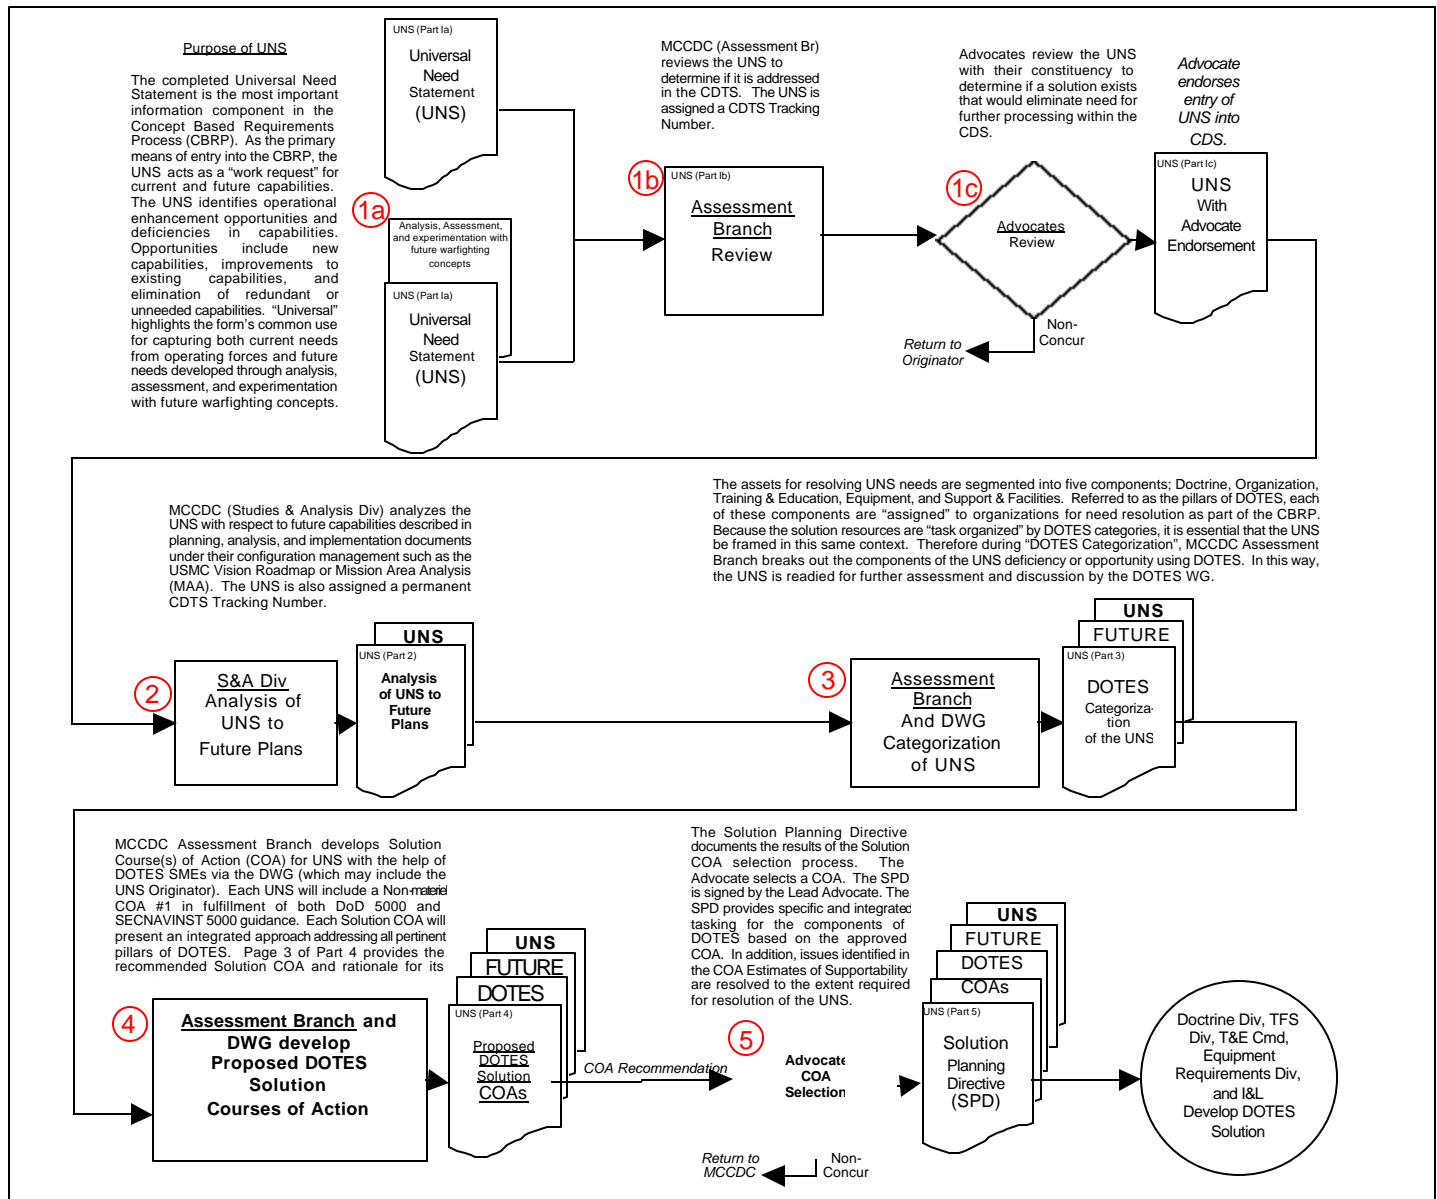 Purpose of UNS
The completed Universal Need
Statement is the most important
information component in the
Concept Based Requirements
Process (CBRP).  As the primary
means of entry into the CBRP, the
UNS acts as a “work request” for
current and future capabilities.
The UNS identifies operational
enhancement opportunities and
deficiencies in capabilities.
Opportunities include new
capabilities, improvements to
existing capabilities, and
elimination of redundant or
unneeded capabilities. “Universal”
highlights the form’s common use
for capturing both current needs
from operating forces and future
needs developed through analysis,
assessment, and experimentation
with future warfighting concepts.
UNS (Part Ia)
Universal
Need
Statement
(UNS)
1a
Analysis, Assessment,
and experimentation with
future warfighting
concepts
UNS (Part Ia)
Universal
Need
Statement
(UNS)
MCCDC (Assessment Br)
reviews the UNS to
determine if it is addressed
in the CDTS.  The UNS is
assigned a CDTS Tracking
Number.
1b
UNS (Part Ib)
Assessment
Branch
Review
Advocates review the UNS
with their constituency to
determine if a solution exists
that would eliminate need for
further processing within the
CDS.
1c
Advocates
Review
Non-
Concur
Return to
Originator
Advocate
endorses
entry of
UNS into
CDS.
UNS (Part Ic)
UNS
With
Advocate
Endorsement
MCCDC (Studies & Analysis Div) analyzes the
UNS with respect to future capabilities described in
planning, analysis, and implementation documents
under their configuration management such as the
USMC Vision Roadmap or Mission Area Analysis
(MAA).  The UNS is also assigned a permanent
CDTS Tracking Number.
2
S&A Div
Analysis of
UNS to
Future Plans
UNS
UNS (Part 2)
Analysis
of UNS to
Future
Plans
The assets for resolving UNS needs are segmented into five components; Doctrine, Organization,
Training & Education, Equipment, and Support & Facilities.  Referred to as the pillars of DOTES, each
of these components are “assigned” to organizations for need resolution as part of the CBRP.
Because the solution resources are “task organized” by DOTES categories, it is essential that the UNS
be framed in this same context.  Therefore during “DOTES Categorization”, MCCDC Assessment
Branch breaks out the components of the UNS deficiency or opportunity using DOTES.  In this way,
the UNS is readied for further assessment and discussion by the DOTES WG.
3
Assessment
Branch
And DWG
Categorization
of UNS
UNS
FUTURE
UNS (Part 3)
DOTES
Categoriza-
tion
of the UNS
MCCDC Assessment Branch develops Solution
Course(s) of Action (COA) for UNS with the help of
DOTES SMEs via the DWG (which may include the
UNS Originator).  Each UNS will include a Non-materiel
COA #1 in fulfillment of both DoD 5000 and
SECNAVINST 5000 guidance. Each Solution COA will
present an integrated approach addressing all pertinent
pillars of DOTES.  Page 3 of Part 4 provides the
recommended Solution COA and rationale for its
4
Assessment Branch and
DWG develop
Proposed DOTES
Solution
Courses of Action
UNS
FUTURE
DOTES
UNS (Part 4)
Proposed
DOTES
Solution
COAs
COA Recommendation
The Solution Planning Directive
documents the results of the Solution
COA selection process.  The
Advocate selects a COA.  The SPD
is signed by the Lead Advocate. The
SPD provides specific and integrated
tasking for the components of
DOTES based on the approved
COA.  In addition, issues identified in
the COA Estimates of Supportability
are resolved to the extent required
for resolution of the UNS.
5
Advocate
COA
Selection
Non-
Concur
Return to
MCCDC
UNS
FUTURE
DOTES
COAs
UNS (Part 5)
Solution
Planning
Directive
(SPD)
Doctrine Div, TFS
Div, T&E Cmd,
Equipment
Requirements Div,
and I&L
Develop DOTES
Solution